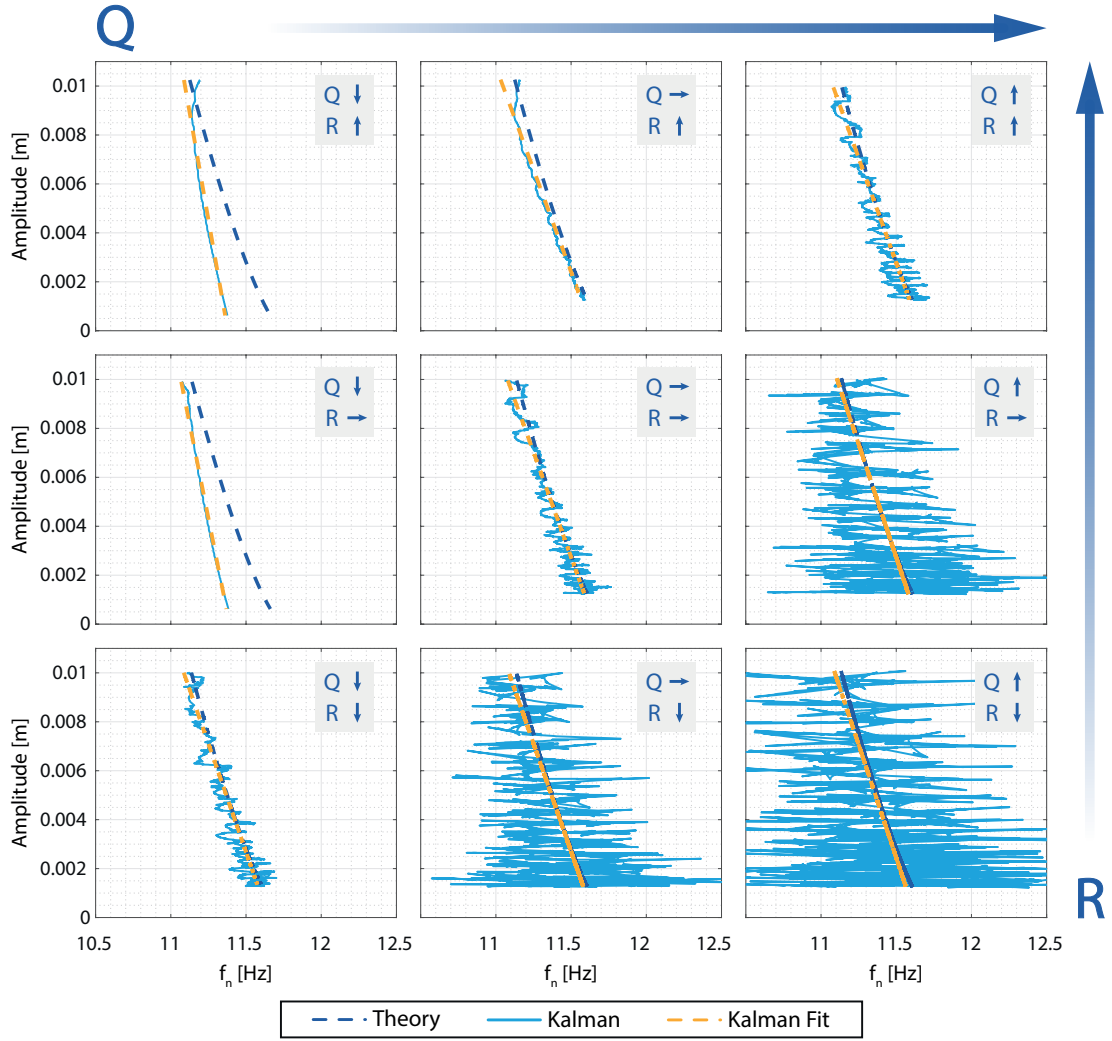 Q
0.01
0.008
0.006
0.004
0.002
0
Amplitude [m]
Q ↓
R ↑
Q →
R ↑
Q ↑
R ↑
0.01
0.008
0.006
0.004
0.002
0
Amplitude [m]
Q ↓
R →
Q →
R →
Q ↑
R →
0.01
0.008
0.006
0.004
0.002
0
Amplitude [m]
Q ↓
R ↓
Q →
R ↓
Q ↑
R ↓
R
10.5 11 11.5 12 12.5
11 11.5 12 12.5
11 11.5 12 12.5
fn [Hz]
fn [Hz]
fn [Hz]
Theory Kalman Kalman Fit